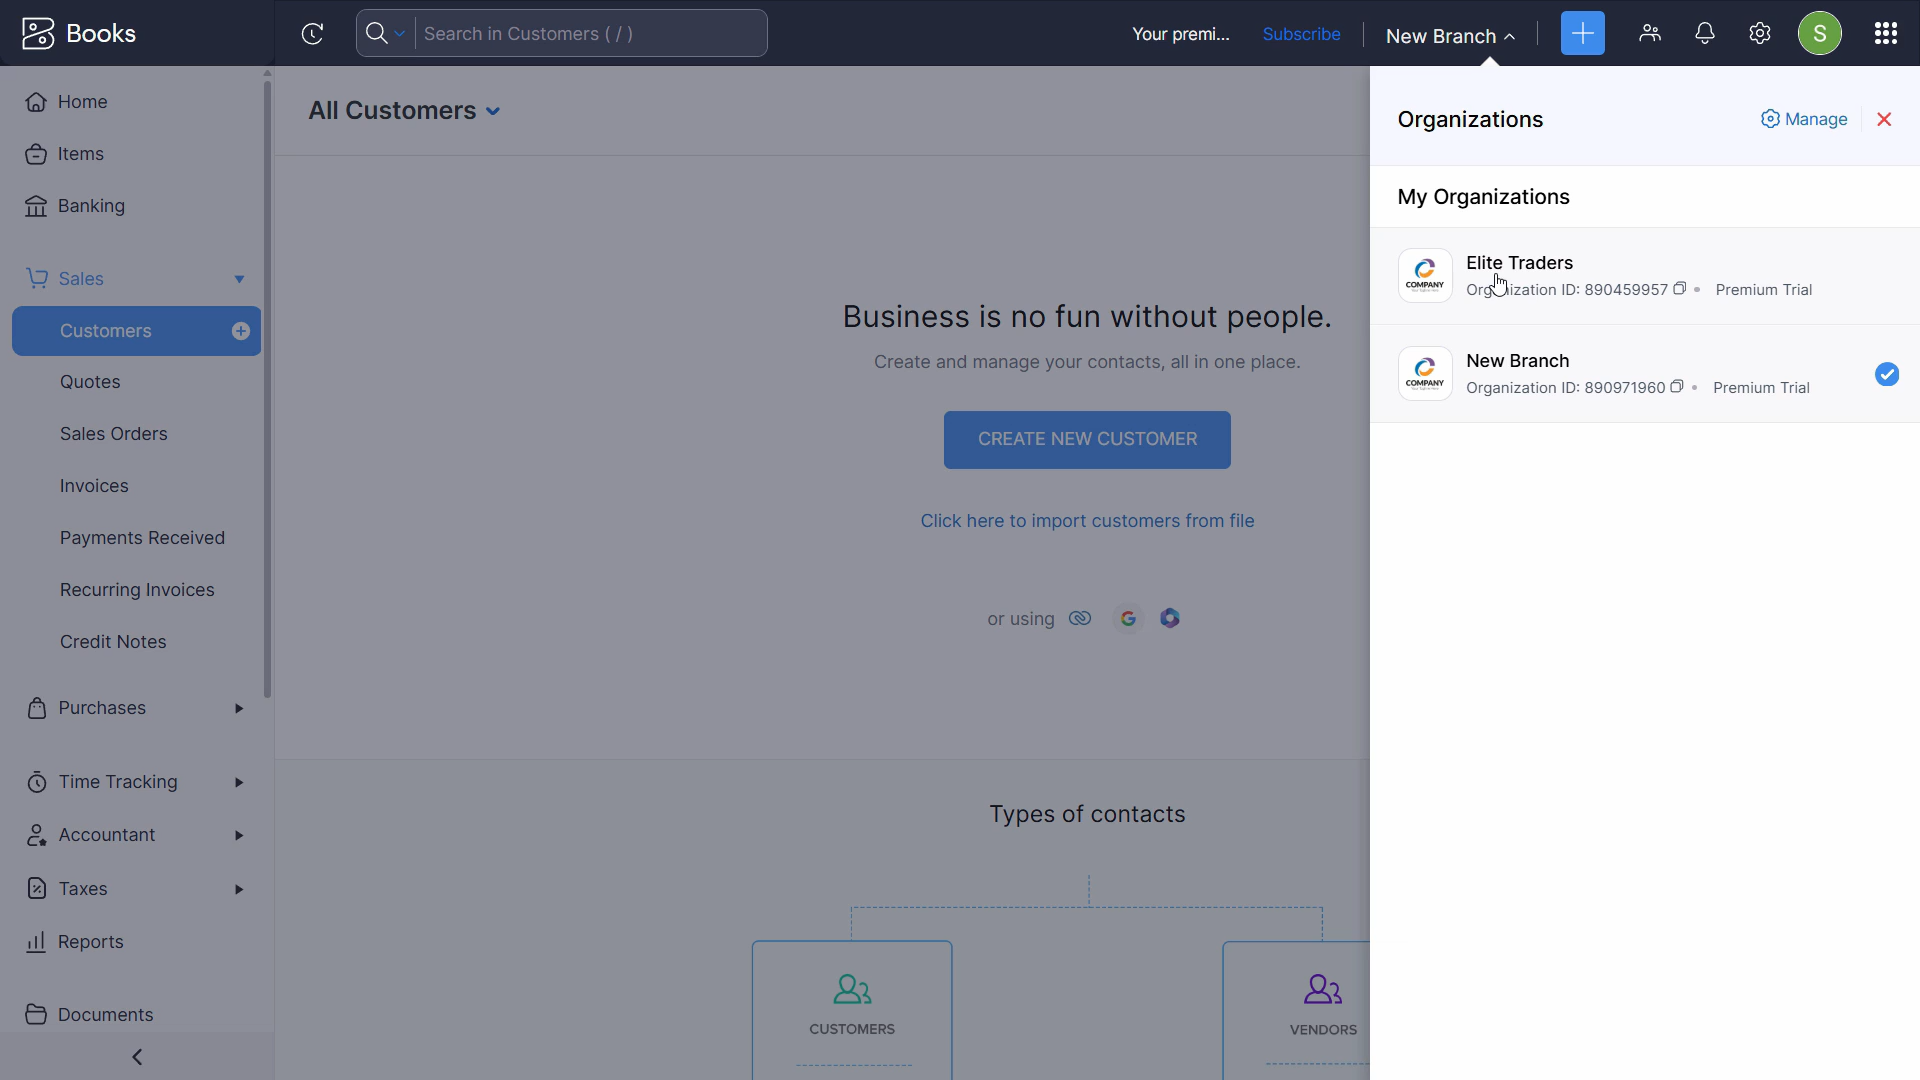 Books
Search in Customers ( / )
Your premi...
Subscribe
New Branch
S
Home
Items
Banking
Sales
Customers
Quotes
Sales Orders
Invoices
Payments Received
Recurring Invoices
Credit Notes
Purchases
Time Tracking
Accountant
Taxes
Reports
Documents
All Customers
Business is no fun without people.
Create and manage your contacts, all in one place.
CREATE NEW CUSTOMER
Click here to import customers from file
or using
Types of contacts
CUSTOMERS
VENDORS
Organizations
Manage
My Organizations
COMPANY
Elite Traders
Organization ID: 890459957 • Premium Trial
COMPANY
New Branch
Organization ID: 890971960 • Premium Trial